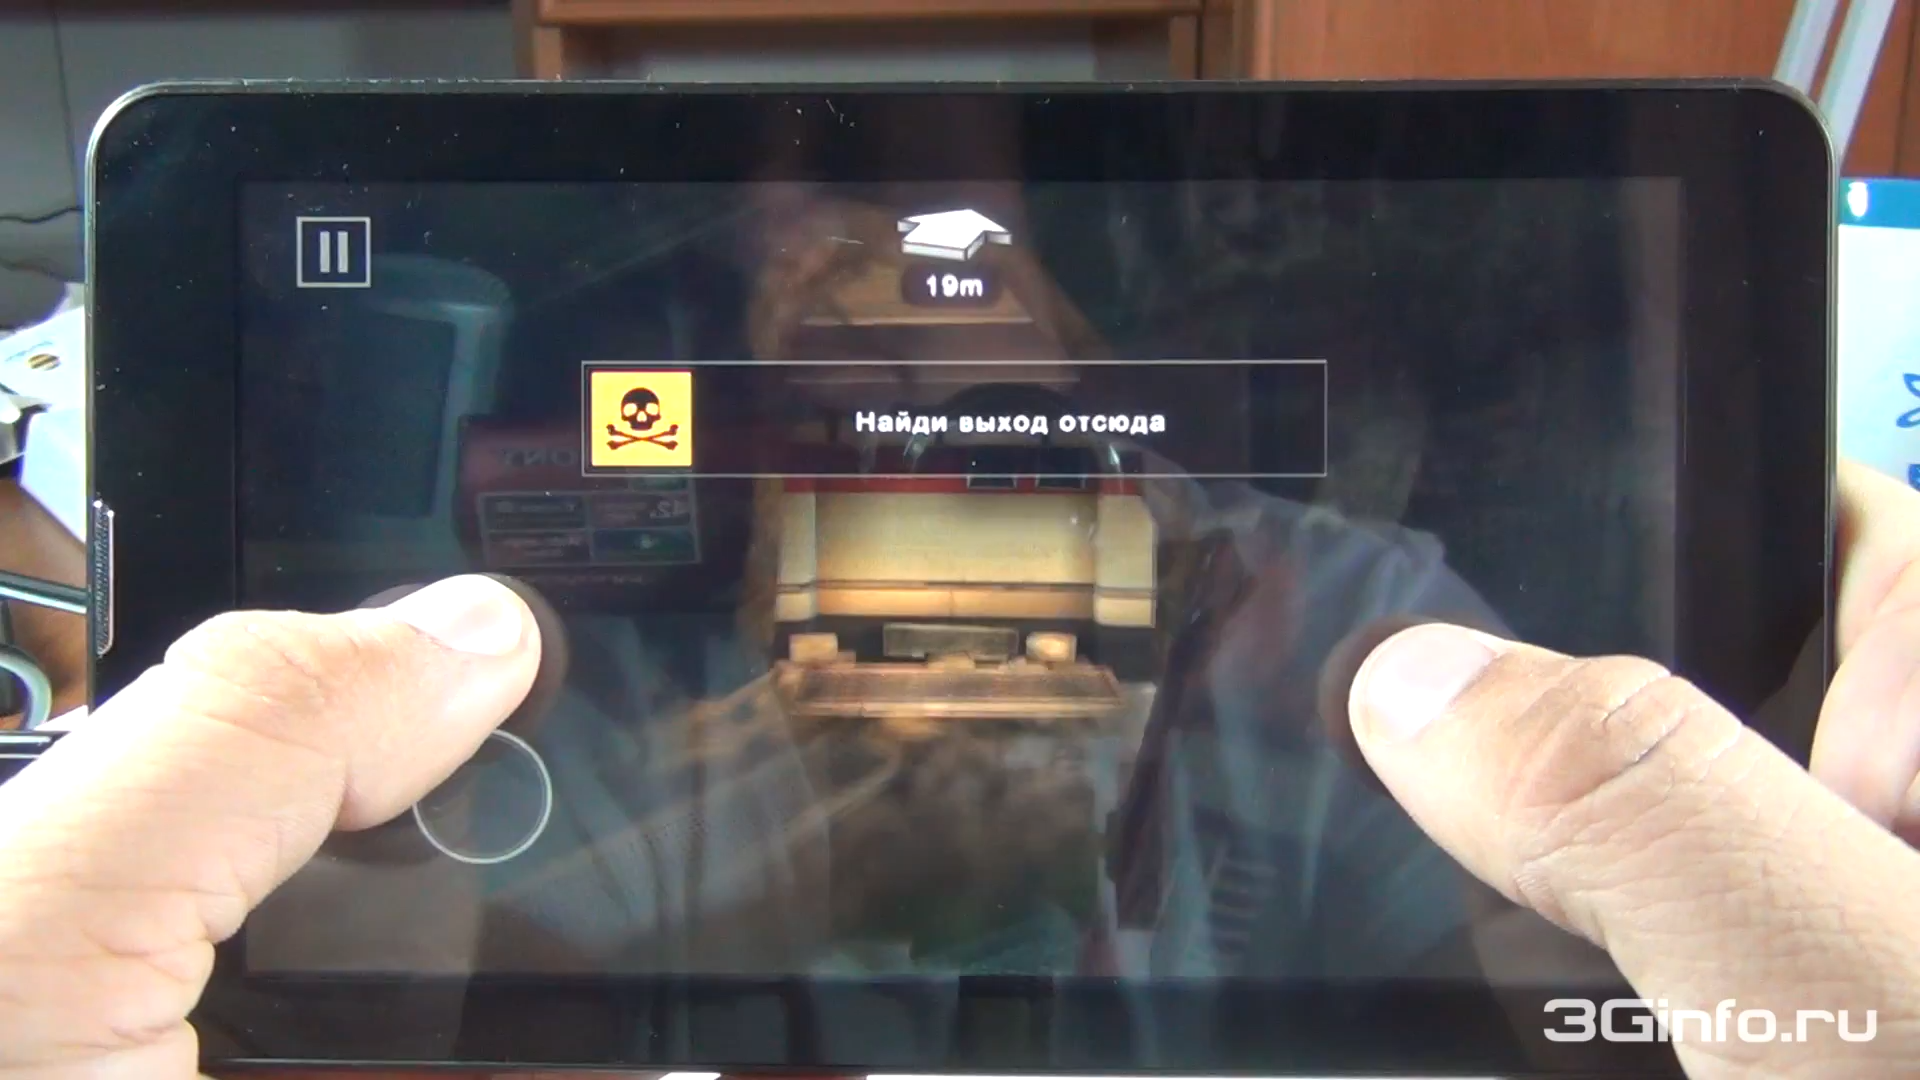 19m
Найди выход отсюда
3Ginfo.ru